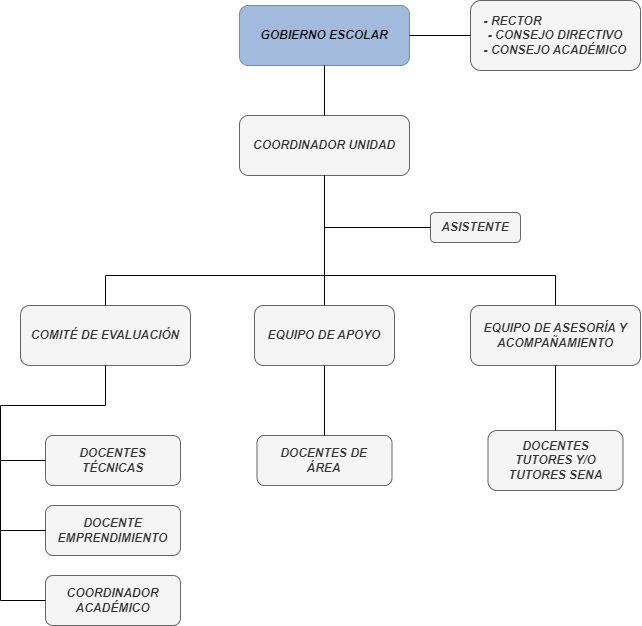 GOBIERNO ESCOLAR
- RECTOR
- CONSEJO DIRECTIVO
- CONSEJO ACADÉMICO
COORDINADOR UNIDAD
ASISTENTE
COMITÉ DE EVALUACIÓN
EQUIPO DE APOYO
EQUIPO DE ASESORÍA Y
ACOMPAÑAMIENTO
DOCENTES
TÉCNICAS
DOCENTE
EMPRENDIMIENTO
COORDINADOR
ACADÉMICO
DOCENTES DE
ÁREA
DOCENTES
TUTORES Y/O
TUTORES SENA